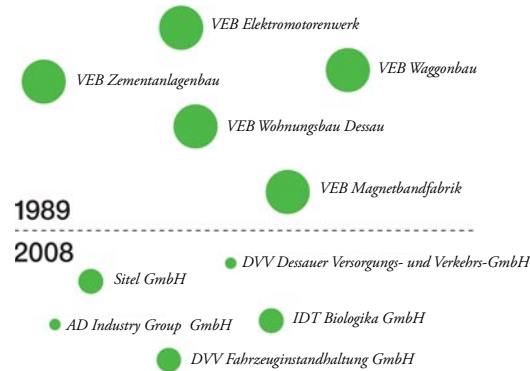 VEB Elektromotorenwerk
VEB Waggonbau
VEB Zementanlagenbau
VEB Wohnungsbau Dessau
VEB Magnetbandfabrik
1989
2008
DVV Dessauer Versorgungs- und Verkehrs-GmbH
Sitel GmbH
IDT Biologika GmbH
AD Industry Group GmbH
DVV Fahrzeuginstandhaltung GmbH